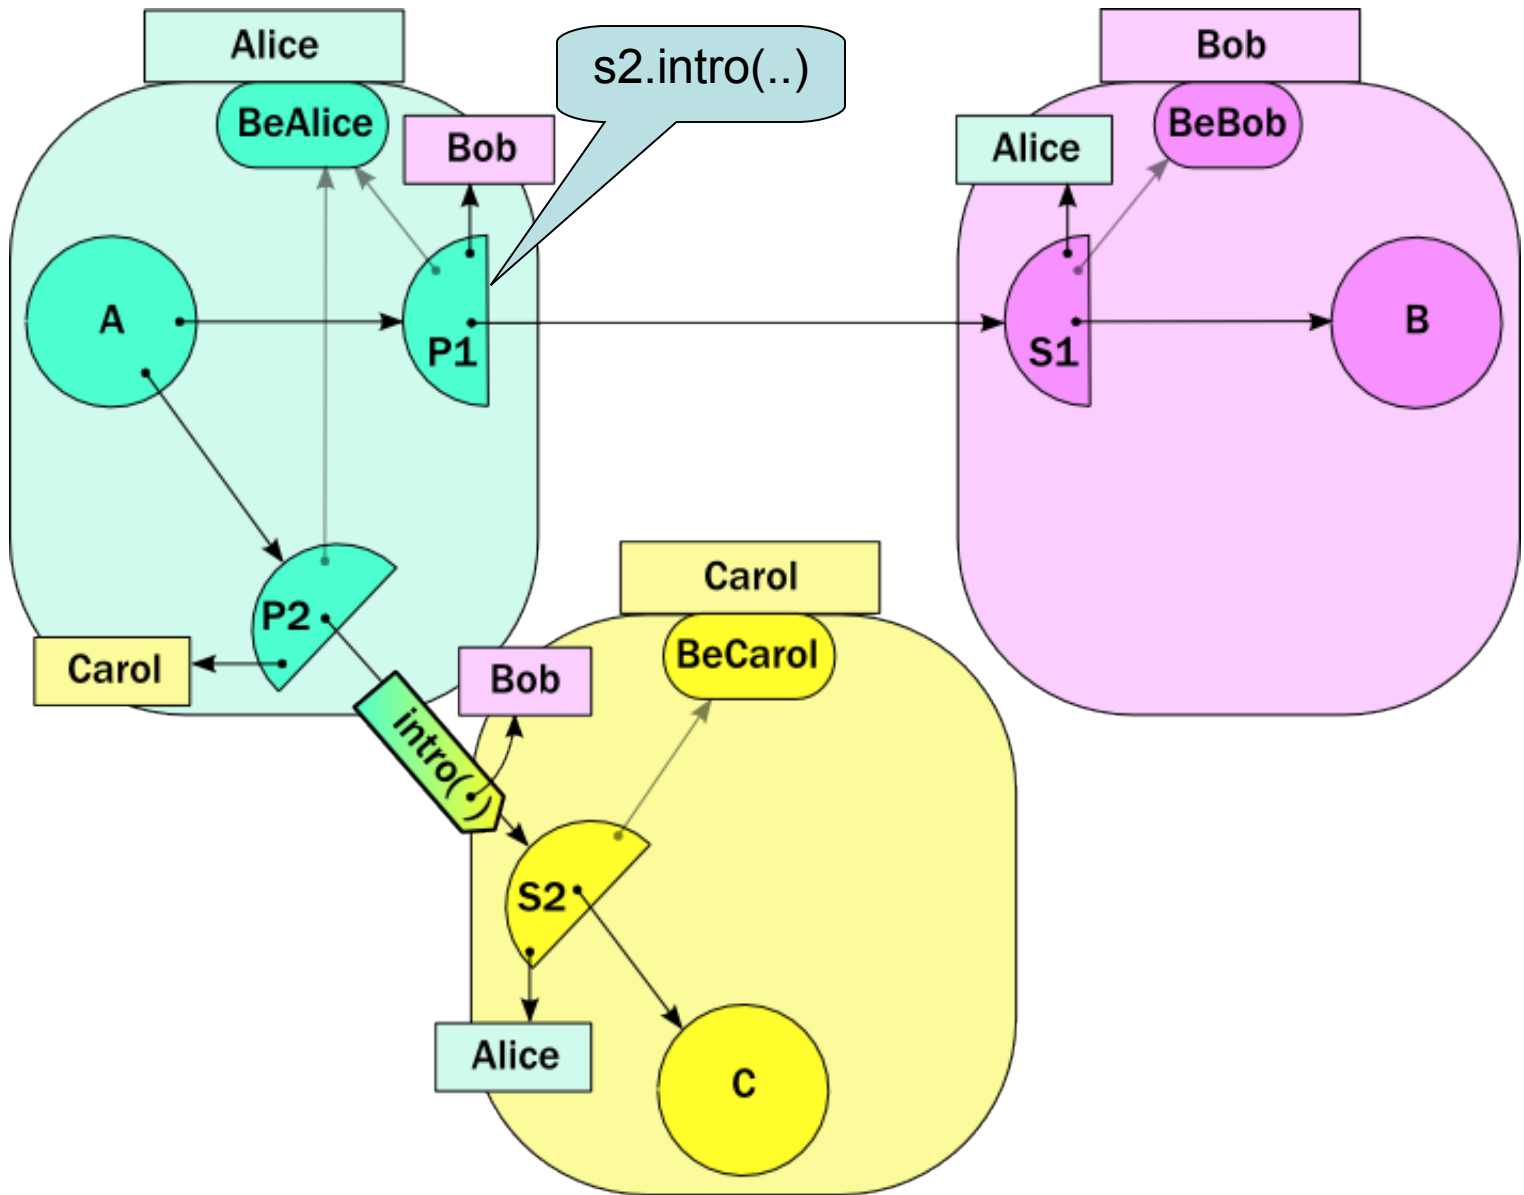 Alice
s2.intro(..)
Bob
BeAlice
Bob
Alice
BeBob
A
P1
S1
B
P2
Carol
Carol
Bob
BeCarol
intro( )
S2
Alice
C